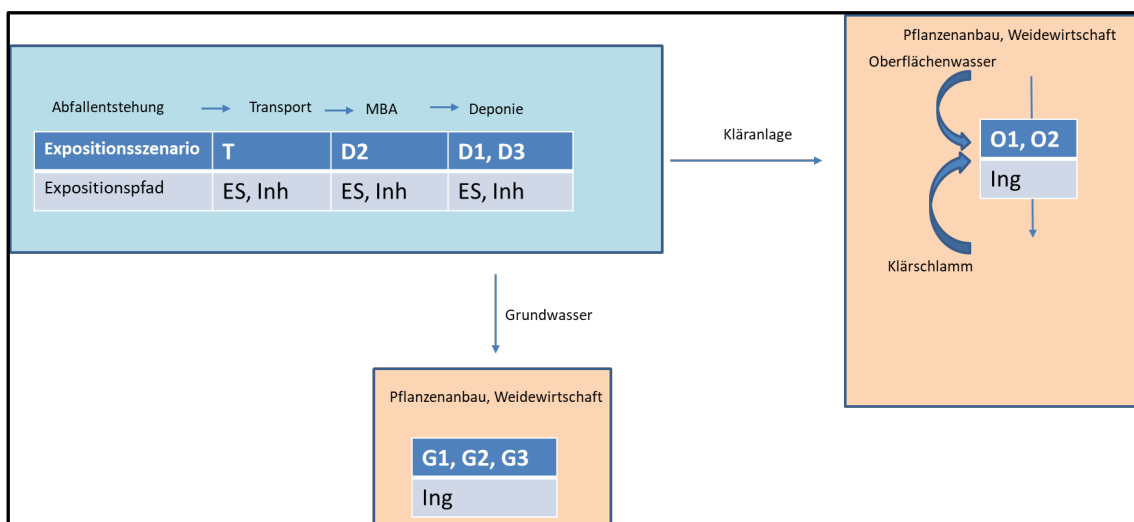 Abfallentstehung Transport MBA Deponie
Expositionsszenario T D2 D1, D3
Expositionspfad ES, Inh ES, Inh ES, Inh
Kläranlage
Pflanzenanbau, Weidewirtschaft
Oberflächenwasser
O1, O2
Ing
Klärschlamm
Grundwasser
Pflanzenanbau, Weidewirtschaft
G1, G2, G3
Ing